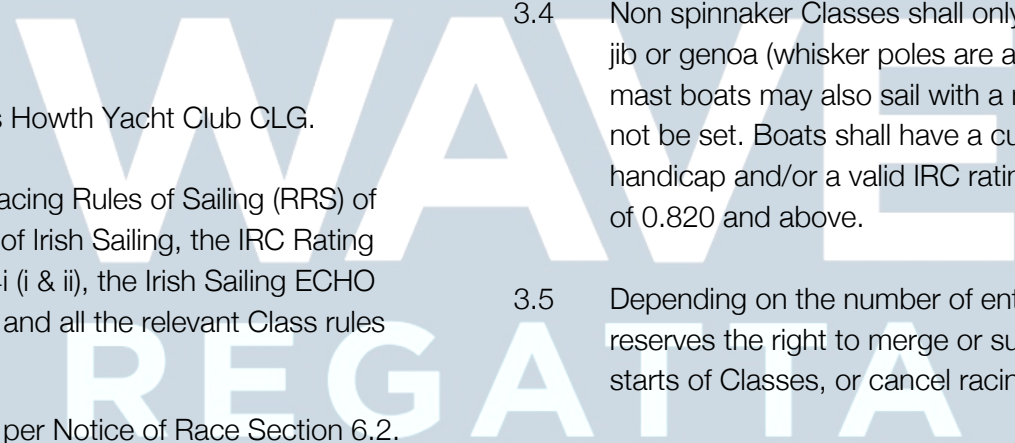 WAVE
REGATTA
s Howth Yacht Club CLG.
acing Rules of Sailing (RRS) of
of Irish Sailing, the IRC Rating
i (i & ii), the Irish Sailing ECHO
and all the relevant Class rules
per Notice of Race Section 6.2.
3.4 Non spinnaker Classes shall only
jib or genoa (whisker poles are a
mast boats may also sail with a
not be set. Boats shall have a cu
handicap and/or a valid IRC ratin
of 0.820 and above.
3.5 Depending on the number of ent
reserves the right to merge or su
starts of Classes, or cancel racin